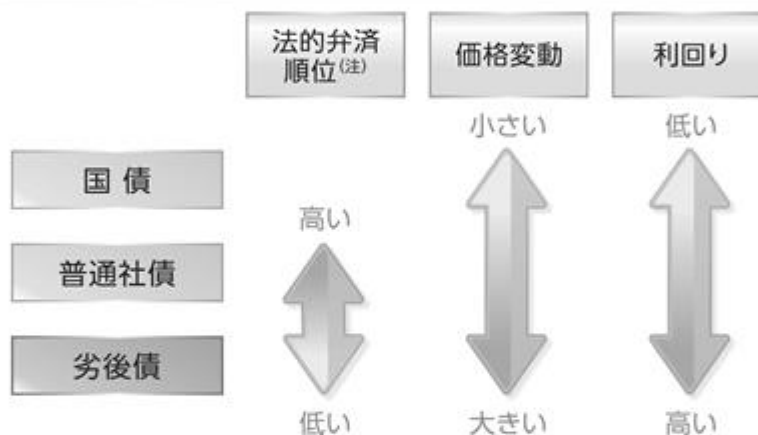 法的弁済
順位(注)
価格変動
利回り
小さい
低い
国債
高い
普通社債
劣後債
低い
大きい
高い